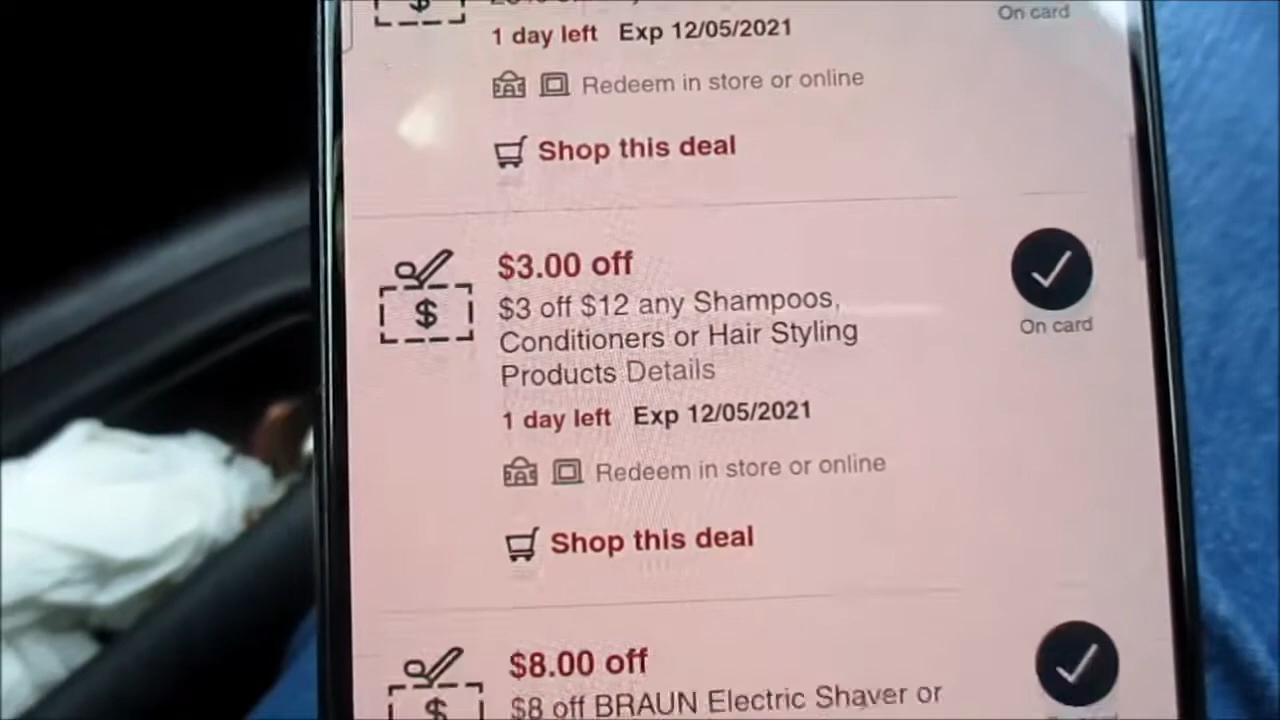 On card
1 day left Exp 12/05/2021
Redeem in store or online
Shop this deal
$3.00 off
$
$3 off $12 any Shampoos,
Conditioners or Hair Styling
Products Details
On card
1 day left Exp 12/05/2021
Redeem in store or online
Shop this deal
$8.00 off
$
$8 off BRAUN Electric Shaver or